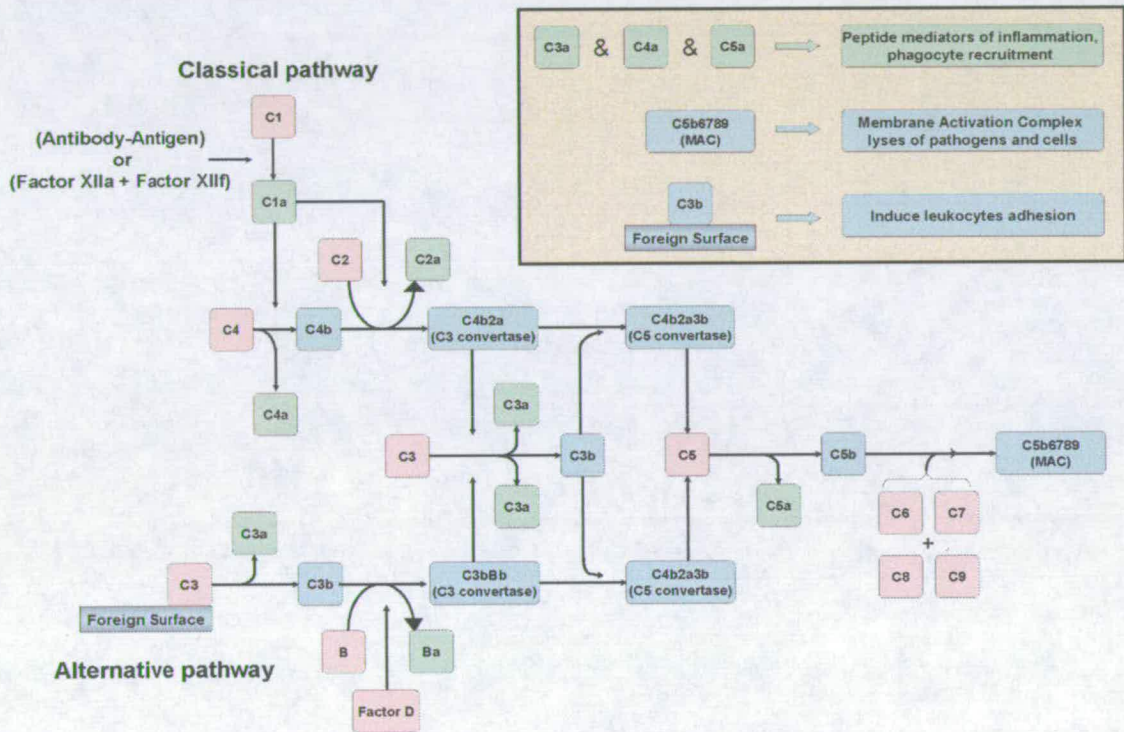 C3a & C4a & C5a
Peptide mediators of inflammation,
phagocyte recruitment
Classical pathway
C1
C5b6789
(MAC)
Membrane Activation Complex
lyses of pathogens and cells
(Antibody-Antigen)
or
(Factor XIIa + Factor XIIf)
C1a
C3b
Foreign Surface
Induce leukocytes adhesion
C2
C2a
C4
C4b
C4b2a
(C3 convertase)
C4b2a3b
(C5 convertase)
C4a
C3a
C3
C3b
C5
C5b
C5b6789
(MAC)
C3a
C5a
C6
C7
+
C8
C9
C3a
C3
Foreign Surface
C3b
C3bBb
(C3 convertase)
C4b2a3b
(C5 convertase)
B
Ba
Alternative pathway
Factor D